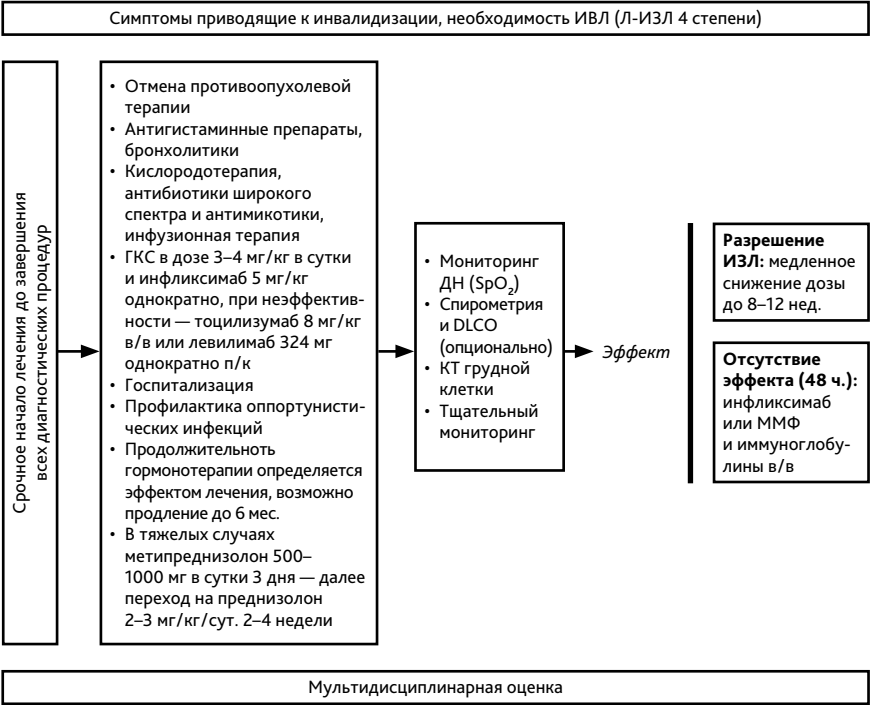 Симптомы приводящие к инвалидизации, необходимость ИВЛ (Л-ИЗЛ 4 степени)
Срочное начало лечения до завершения
всех диагностических процедур
• Отмена противоопухолевой
терапии
• Антигистаминные препараты,
бронхолитики
• Кислородотерапия,
антибиотики широкого
спектра и антимикотики,
инфузионная терапия
• ГКС в дозе 3–4 мг/кг в сутки
и инфликсимаб 5 мг/кг
однократно, при неэффектив-
ности — тоцилизумаб 8 мг/кг
в/в или левилимаб 324 мг
однократно п/к
• Госпитализация
• Профилактика оппортунисти-
ческих инфекций
• Продолжительноть
гормонотерапии определяется
эффектом лечения, возможно
продление до 6 мес.
• В тяжелых случаях
метипреднизолон 500–
1000 мг в сутки 3 дня — далее
переход на преднизолон
2–3 мг/кг/сут. 2–4 недели
• Мониторинг
ДН (SpO₂)
• Спирометрия
и DLCO
(опционально)
• КТ грудной
клетки
• Тщательный
мониторинг
Эффект
Разрешение
ИЗЛ: медленное
снижение дозы
до 8–12 нед.
Отсутствие
эффекта (48 ч.):
инфликсимаб
или ММФ
и иммуноглобу-
лины в/в
Мультидисциплинарная оценка